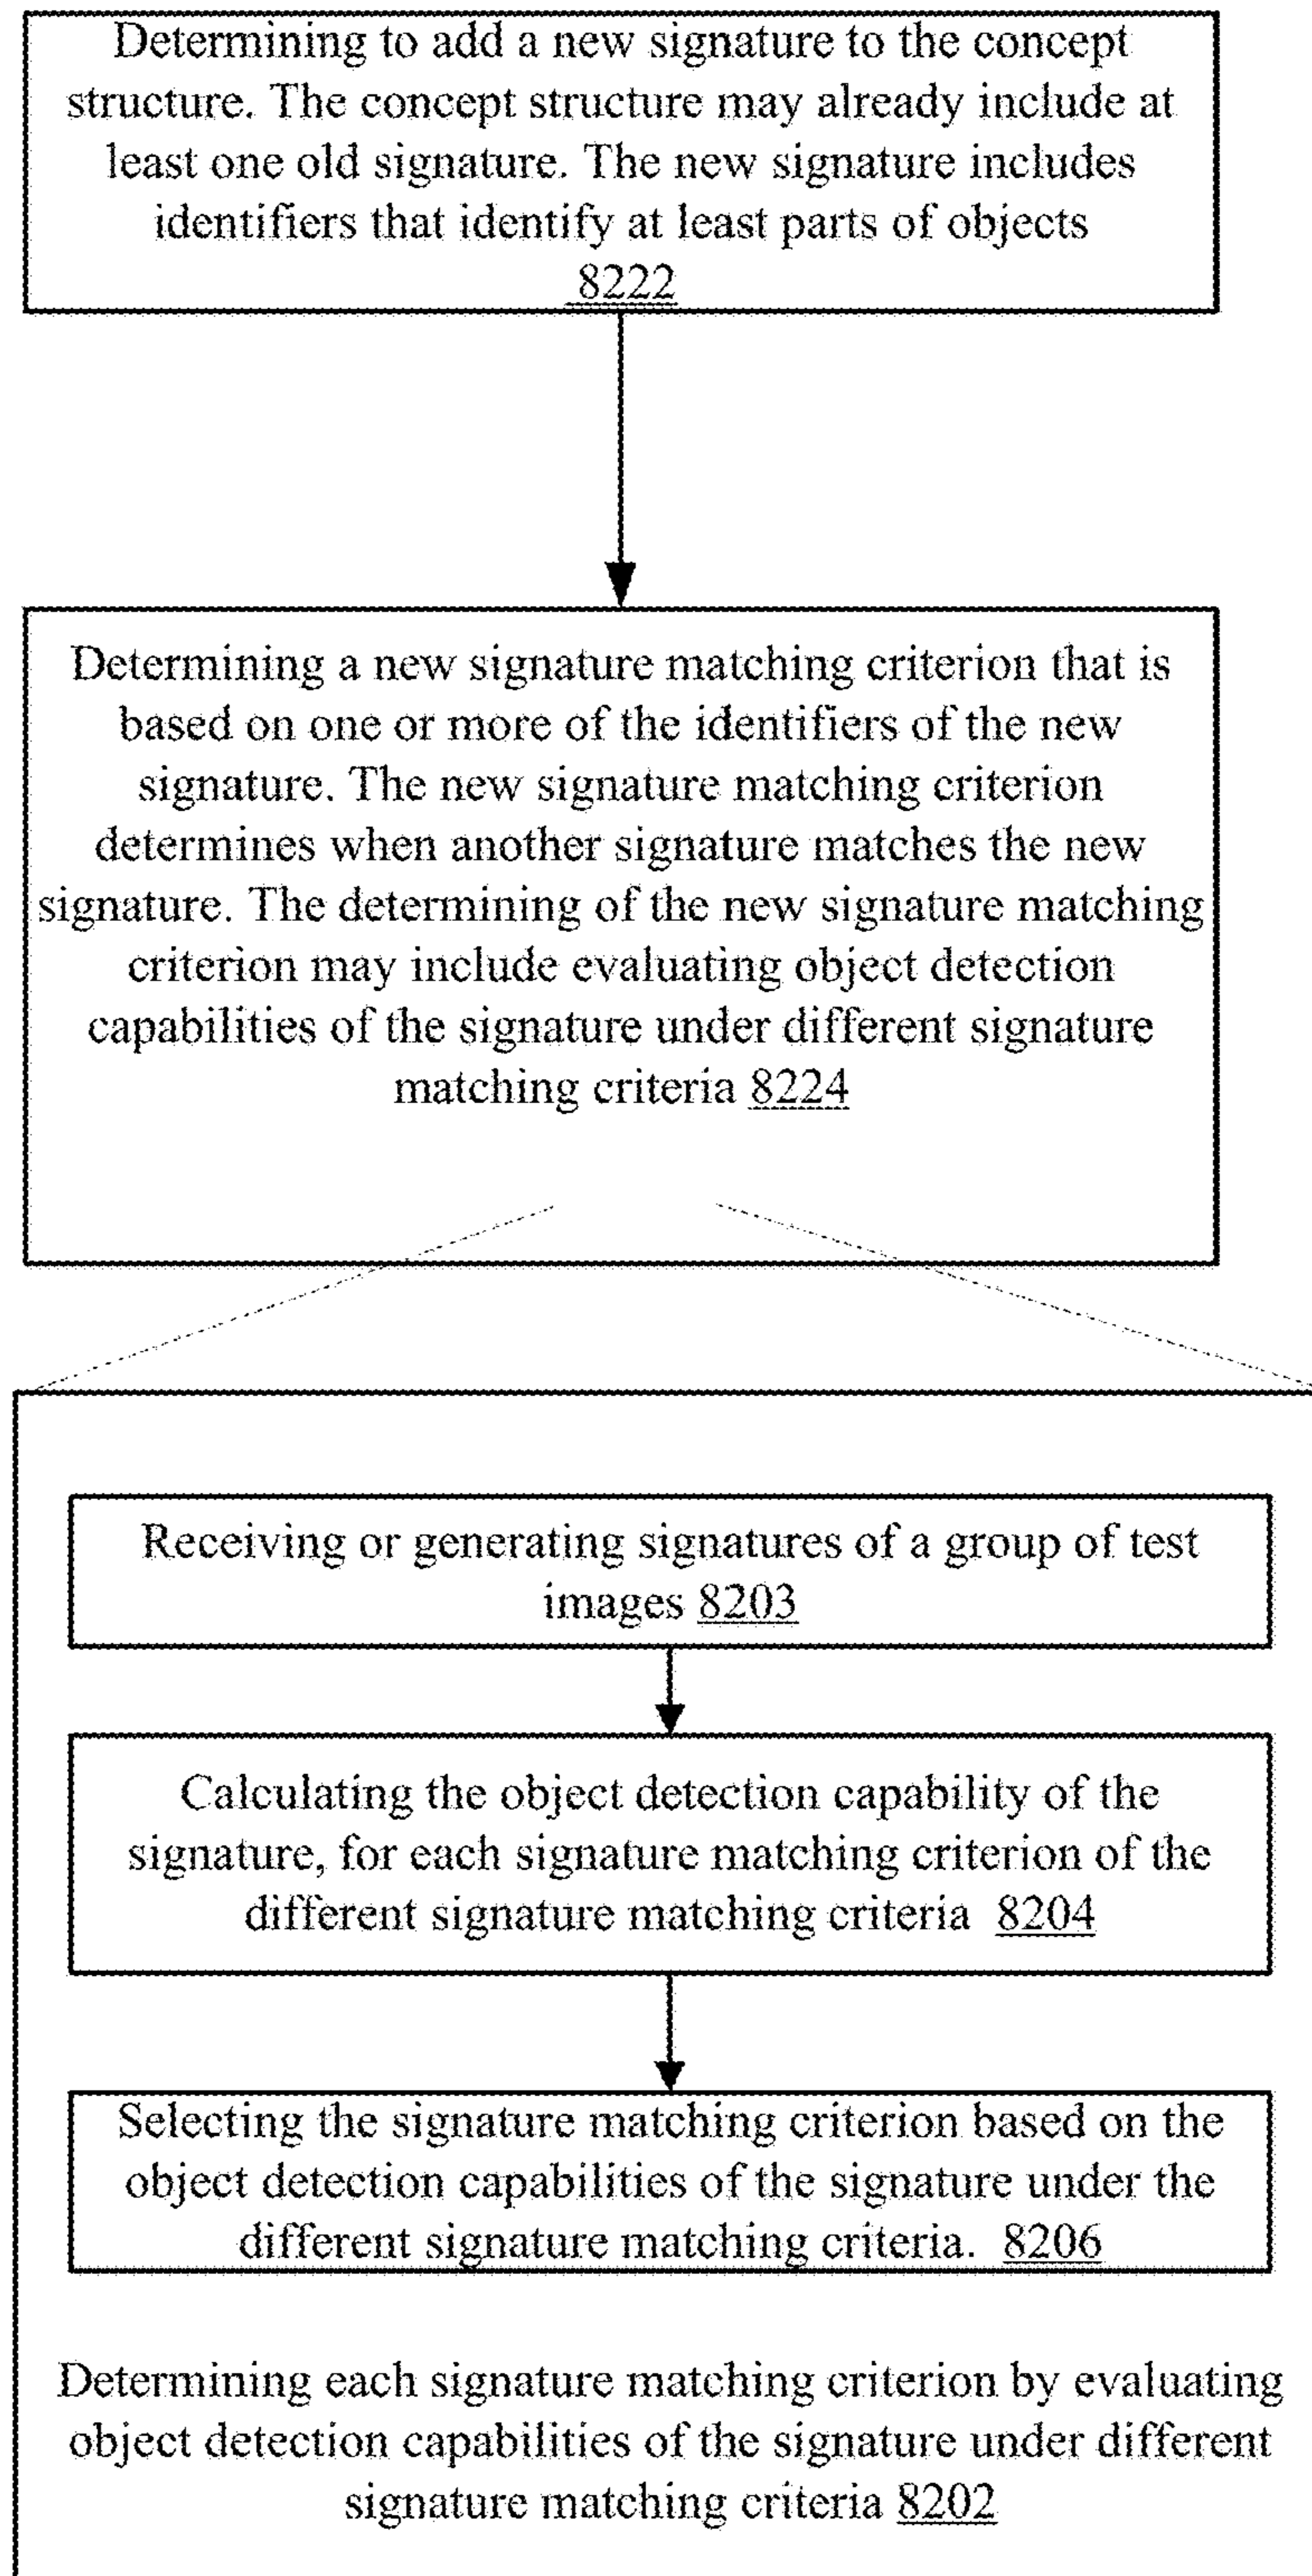 Determining to add a new signature to the concept
structure. The concept structure may already include at
least one old signature. The new signature includes
identifiers that identify at least parts of objects
8222
Determining a new signature matching criterion that is
based on one or more of the identifiers of the new
signature. The new signature matching criterion
determines when another signature matches the new
signature. The determining of the new signature matching
criterion may include evaluating object detection
capabilities of the signature under different signature
matching criteria 8224
Receiving or generating signatures of a group of test
images 8203
Calculating the object detection capability of the
signature, for each signature matching criterion of the
different signature matching criteria 8204
Selecting the signature matching criterion based on the
object detection capabilities of the signature under the
different signature matching criteria. 8206
Determining each signature matching criterion by evaluating
object detection capabilities of the signature under different
signature matching criteria 8202